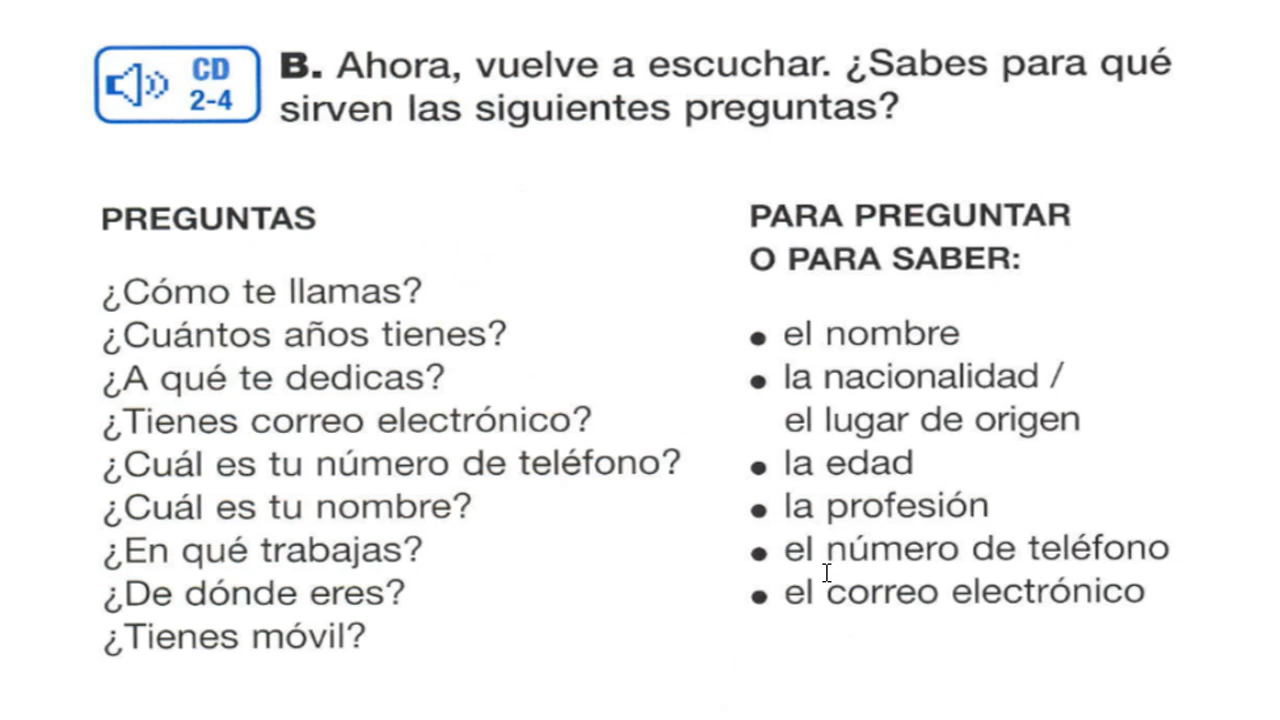 CD
2-4
B. Ahora, vuelve a escuchar. ¿Sabes para qué
sirven las siguientes preguntas?
PREGUNTAS
¿Cómo te llamas?
¿Cuántos años tienes?
¿A qué te dedicas?
¿Tienes correo electrónico?
¿Cuál es tu número de teléfono?
¿Cuál es tu nombre?
¿En qué trabajas?
¿De dónde eres?
¿Tienes móvil?
PARA PREGUNTAR
O PARA SABER:
• el nombre
• la nacionalidad /
el lugar de origen
• la edad
• la profesión
• el número de teléfono
• el correo electrónico